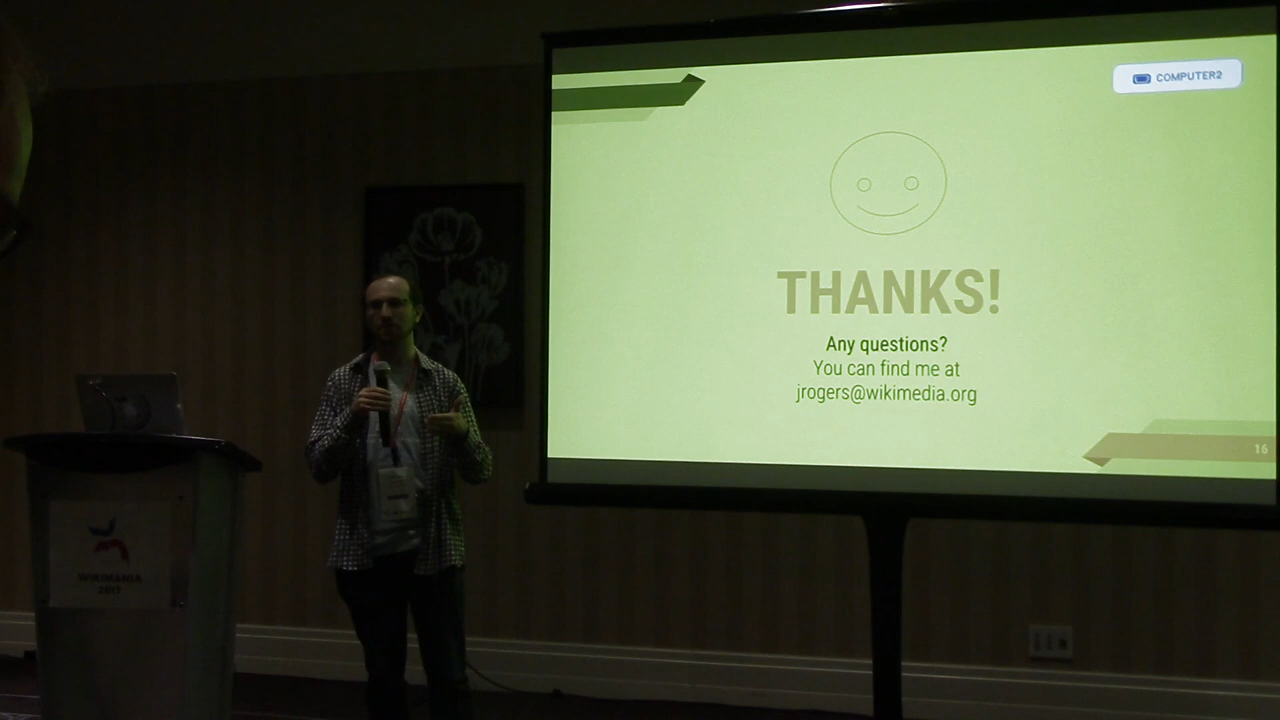 COMPUTER2
THANKS!
Any questions?
You can find me at
jrogers@wikimedia.org
16
WIKIMANIA
2017